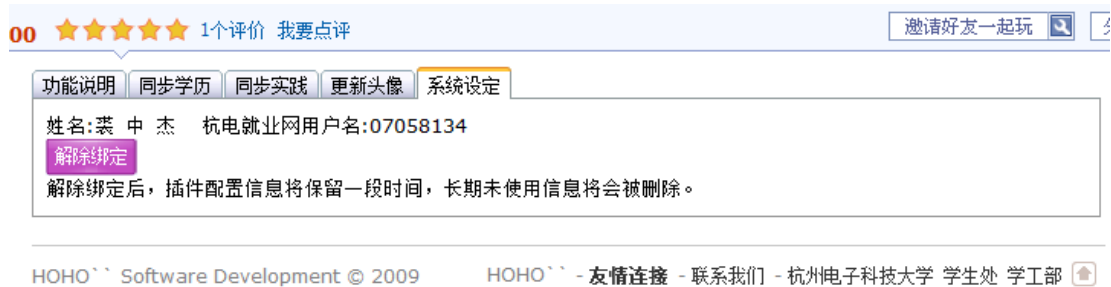 00 1个评价 我要点评 邀请好友一起玩
功能说明 同步学历 同步实践 更新头像 系统设定
姓名:裘 中 杰 杭电就业网用户名:07058134
解除绑定
解除绑定后，插件配置信息将保留一段时间，长期未使用信息将会被删除。
HOHO`` Software Development © 2009 HOHO`` - 友情连接 - 联系我们 - 杭州电子科技大学 学生处 学工部